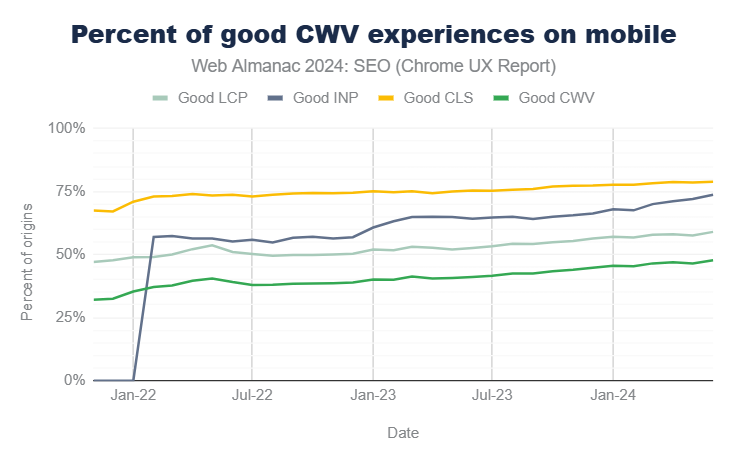 Percent of good CWV experiences on mobile
Web Almanac 2024: SEO (Chrome UX Report)
Good LCP Good INP Good CLS Good CWV
100%
75%
50%
25%
0%
Percent of origins
Jan-22 Jul-22 Jan-23 Jul-23 Jan-24
Date